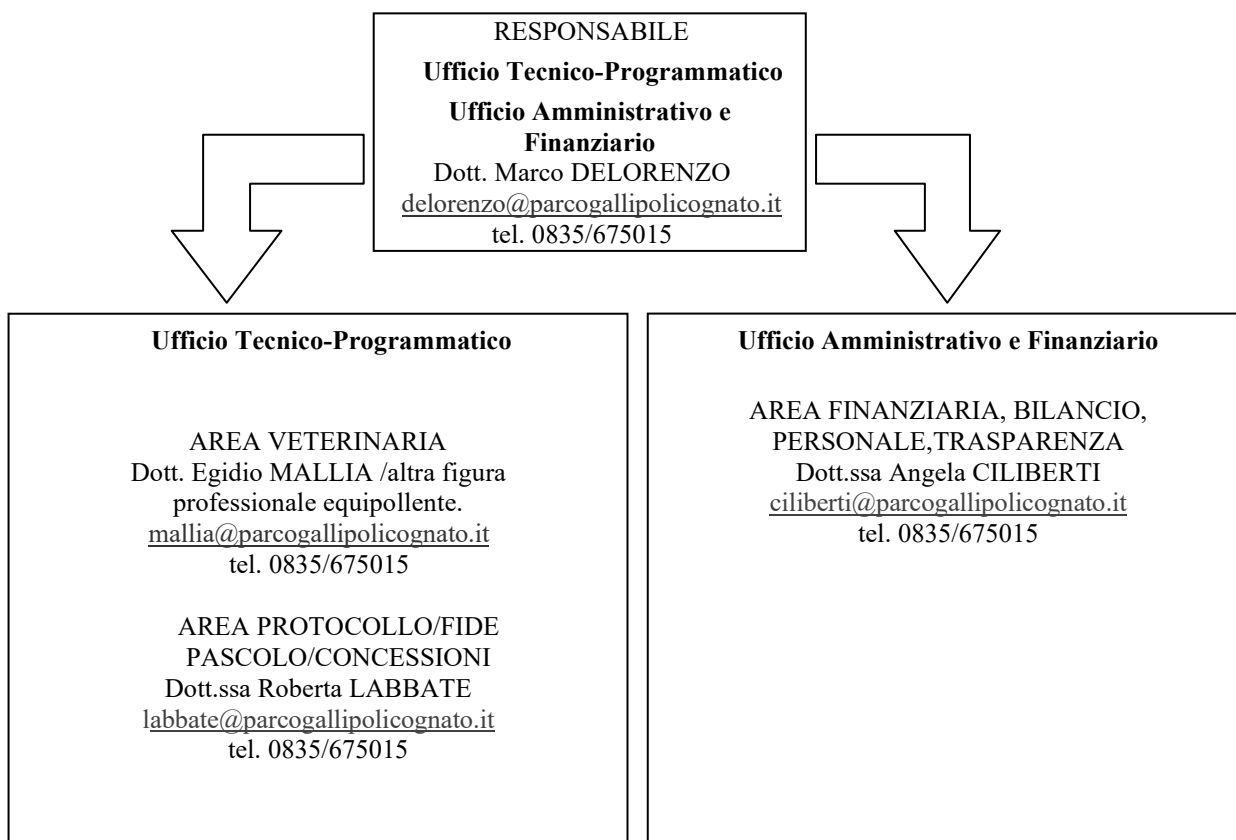 RESPONSABILE
Ufficio Tecnico-Programmatico
Ufficio Amministrativo e
Finanziario
Dott. Marco DELORENZO
delorenzo@parcogallipolicognato.it
tel. 0835/675015
Ufficio Tecnico-Programmatico
AREA VETERINARIA
Dott. Egidio MALLIA /altra figura
professionale equipollente.
mallia@parcogallipolicognato.it
tel. 0835/675015
AREA PROTOCOLLO/FIDE
PASCOLO/CONCESSIONI
Dott.ssa Roberta LABBATE
labbate@parcogallipolicognato.it
tel. 0835/675015
Ufficio Amministrativo e Finanziario
AREA FINANZIARIA, BILANCIO,
PERSONALE,TRASPARENZA
Dott.ssa Angela CILIBERTI
ciliberti@parcogallipolicognato.it
tel. 0835/675015